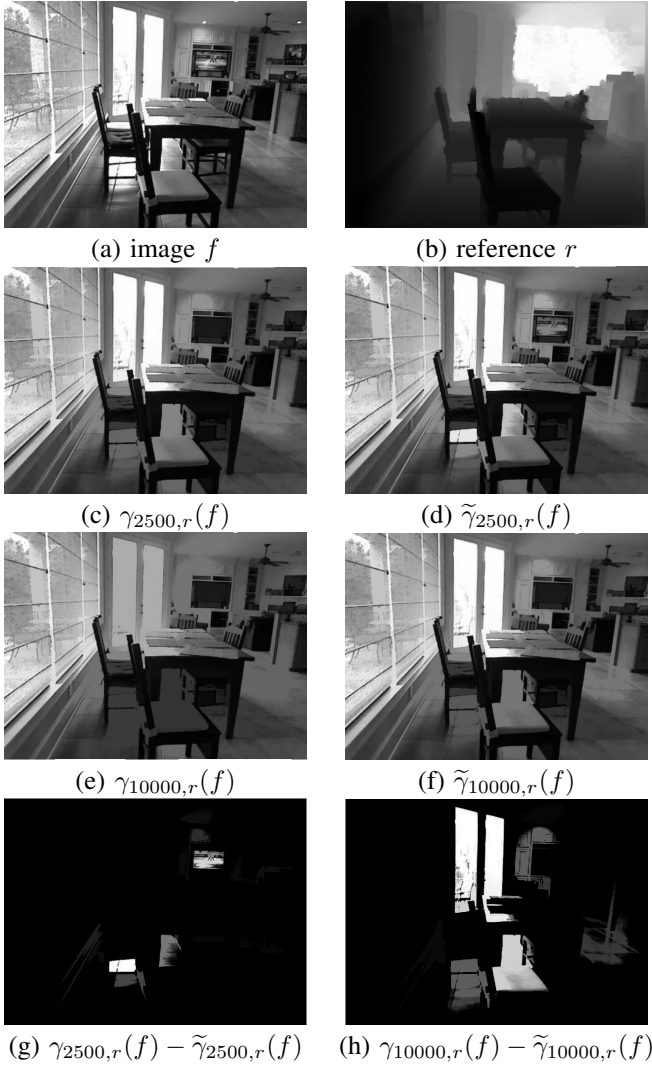 (a) image f (b) reference r
(c) γ₂₅₀₀,ᵣ(f) (d) γ̃₂₅₀₀,ᵣ(f)
(e) γ₁₀₀₀₀,ᵣ(f) (f) γ̃₁₀₀₀₀,ᵣ(f)
(g) γ₂₅₀₀,ᵣ(f) − γ̃₂₅₀₀,ᵣ(f) (h) γ₁₀₀₀₀,ᵣ(f) − γ̃₁₀₀₀₀,ᵣ(f)